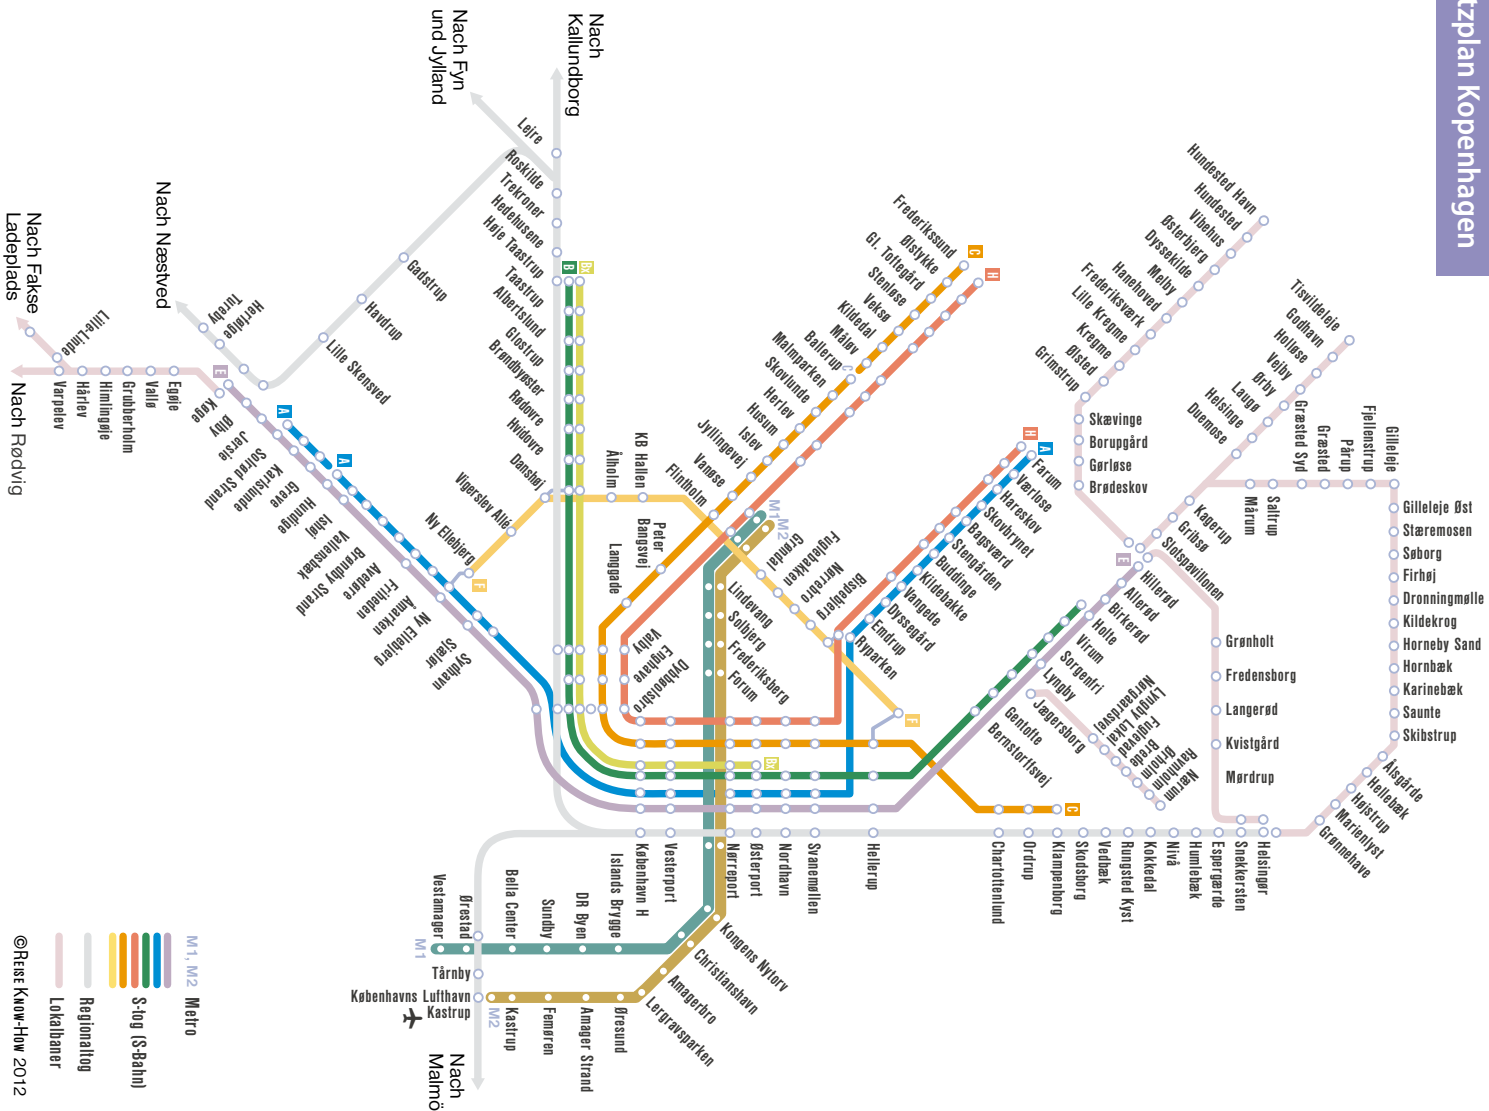 tzplan Kopenhagen
Nach
Kallundborg
Nach Fyn
und Jylland
Nach Næstved
Nach Fakse
Ladeplads
Nach Rødvig
Nach
Malmö
Lejre
Roskilde
Trekroner
Hedehusene
Høje Taastrup
Taastrup
Albertslund
Glostrup
Brøndbyøster
Rødovre
Hvidovre
Danshøj
Vigerslev Allé
Ny Ellebjerg
Ålholm
KB Hallen
Gadstrup
Havdrup
Lille Skensved
Tureby
Herfølge
Lille-Linde
Varpelev
Hårlev
Himlingøje
Grubberholm
Vallø
Egøje
Køge
Ølby
Jersie
Solrød Strand
Karlslunde
Greve
Hundige
Ishøj
Vallensbæk
Brøndby Strand
Avedøre
Friheden
Åmarken
Ny Ellebjerg
Sjælør
Sydhavn
Frederikssund
Ølstykke
Gl. Toftegård
Stenløse
Veksø
Kildedal
Måløv
Ballerup
Malmparken
Skovlunde
Herlev
Husum
Islev
Jyllingevej
Vanøse
Flintholm
Peter
Bangsvej
Langgade
Valby
Enghave
Dybbølsbro
Lindevang
Solbjerg
Frederiksberg
Forum
Grøndal
Fuglebakken
Nørrebro
Bispebjerg
Ryparken
Emdrup
Dyssegård
Vangede
Kildebakke
Buddinge
Stengården
Bagsværd
Skovbrynet
Hareskov
Værløse
Farum
Hundested Havn
Hundested
Vibehus
Østerbjerg
Dyssekilde
Melby
Hanehoved
Frederiksværk
Lille Kregme
Kregme
Ølsted
Grimstrup
Skævinge
Borupgård
Gørløse
Brødeskov
Tisvildeleje
Godhavn
Holløse
Vejby
Ørby
Laugø
Helsinge
Duemose
Græsted Syd
Græsted
Pårup
Fjellenstrup
Gilleleje
Mårum
Saltrup
Kagerup
Gribsø
Slotspavillonen
Hillerød
Allerød
Birkerød
Holte
Virum
Sorgenfri
Lyngby
Jægersborg
Gentofte
Bernstorffsvej
Nørgaardsvej
Lyngby Lokal
Fuglevad
Brede
Ørholm
Ravnholm
Nærum
Gilleleje Øst
Stæremosen
Søborg
Firhøj
Dronningmølle
Kildekrog
Horneby Sand
Hornbæk
Karinebæk
Saunte
Skibstrup
Ålsgårde
Hellebæk
Højstrup
Marienlyst
Grønnehave
Grønholt
Fredensborg
Langerød
Kvistgård
Mørdrup
Helsingør
Snekkersten
Espergærde
Humlebæk
Nivå
Kokkedal
Rungsted Kyst
Vedbæk
Skodsborg
Klampenborg
Ordrup
Charlottenlund
Hellerup
Svanemøllen
Nordhavn
Østerport
Nørreport
Vesterport
København H
Islands Brygge
DR Byen
Sundby
Bella Center
Ørestad
Vestamager
Tårnby
Københavns Lufthavn
Kastrup
Kastrup
Femøren
Amager Strand
Øresund
Lergravsparken
Amagerbro
Christianshavn
Kongens Nytorv
M1
M2
M1
M2
A
A
A
B
Bx
Bx
C
C
C
E
E
F
F
H
H
M1, M2
Metro
S-tog (S-Bahn)
Regionaltog
Lokalbaner
© REISE KNOW-HOW 2012